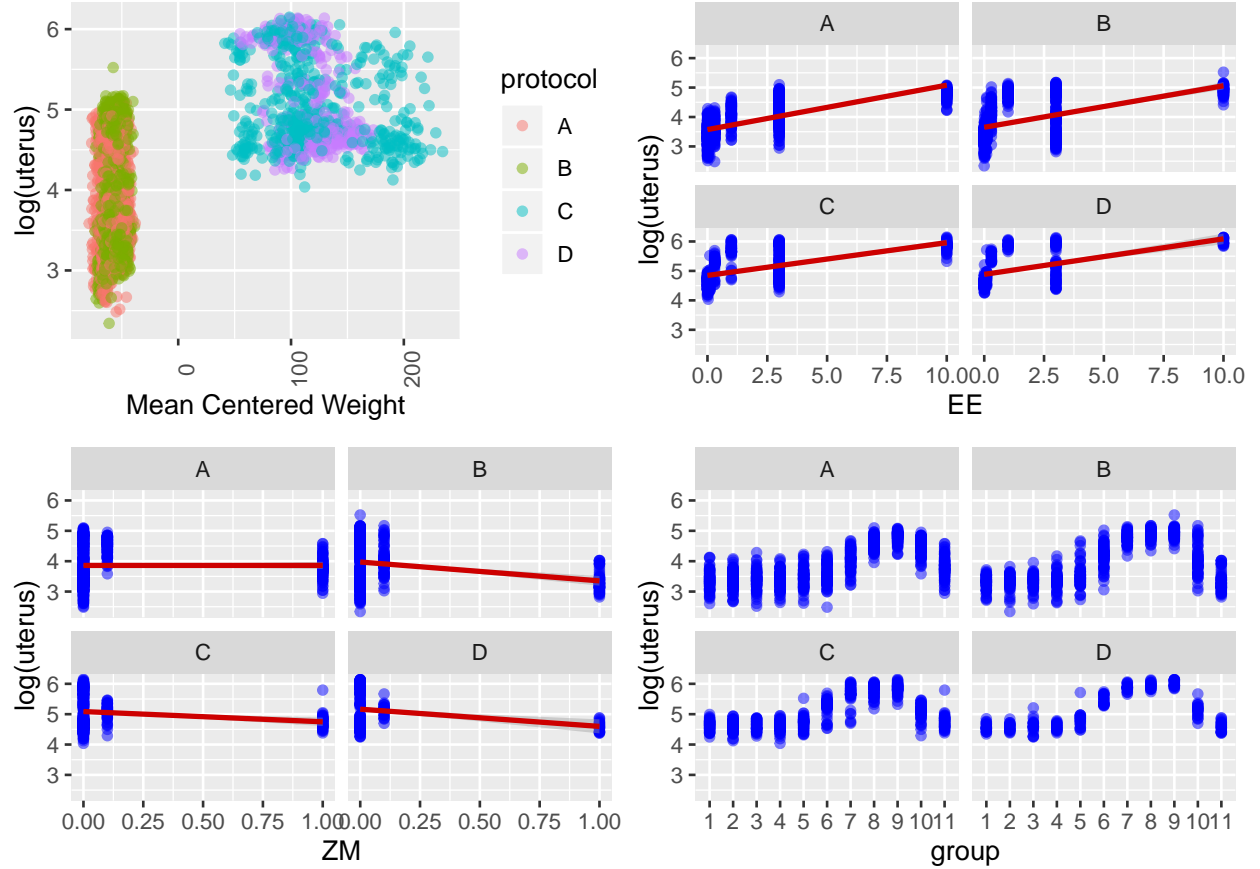 log(uterus)
6
5
4
3
0
100
200
Mean Centered Weight
protocol
A
B
C
D
log(uterus)
A B
5
4
3
C D
6
5
4
3
0.0 2.5 5.0 7.5 10.0 0.0 2.5 5.0 7.5 10.0
EE
log(uterus)
A B
6
5
4
3
C D
6
5
4
3
0.00 0.25 0.50 0.75 1.00 0.00 0.25 0.50 0.75 1.00
ZM
log(uterus)
A B
6
5
4
3
C D
6
5
4
3
1 2 3 4 5 6 7 8 9 10 11 1 2 3 4 5 6 7 8 9 10 11
group